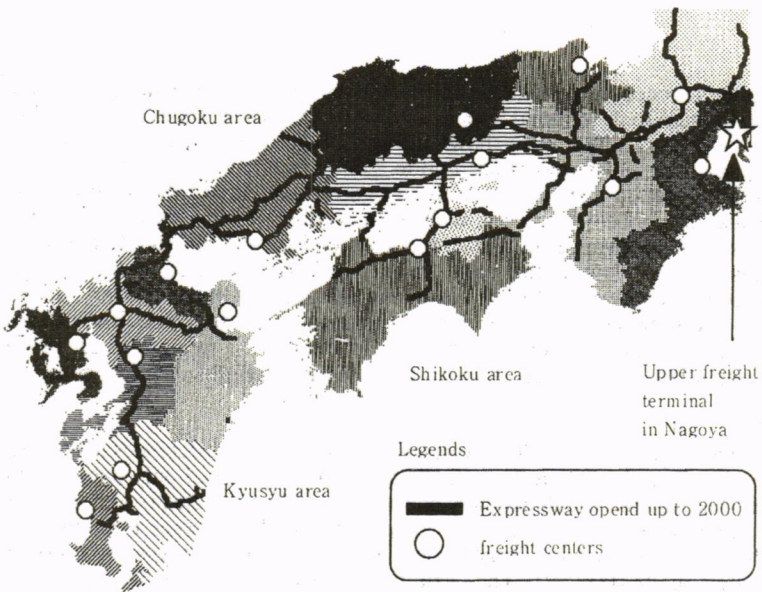 Chugoku area
Shikoku area
Upper freight
terminal
in Nagoya
Legends
Kyusyu area
Expressway opend up to 2000
freight centers